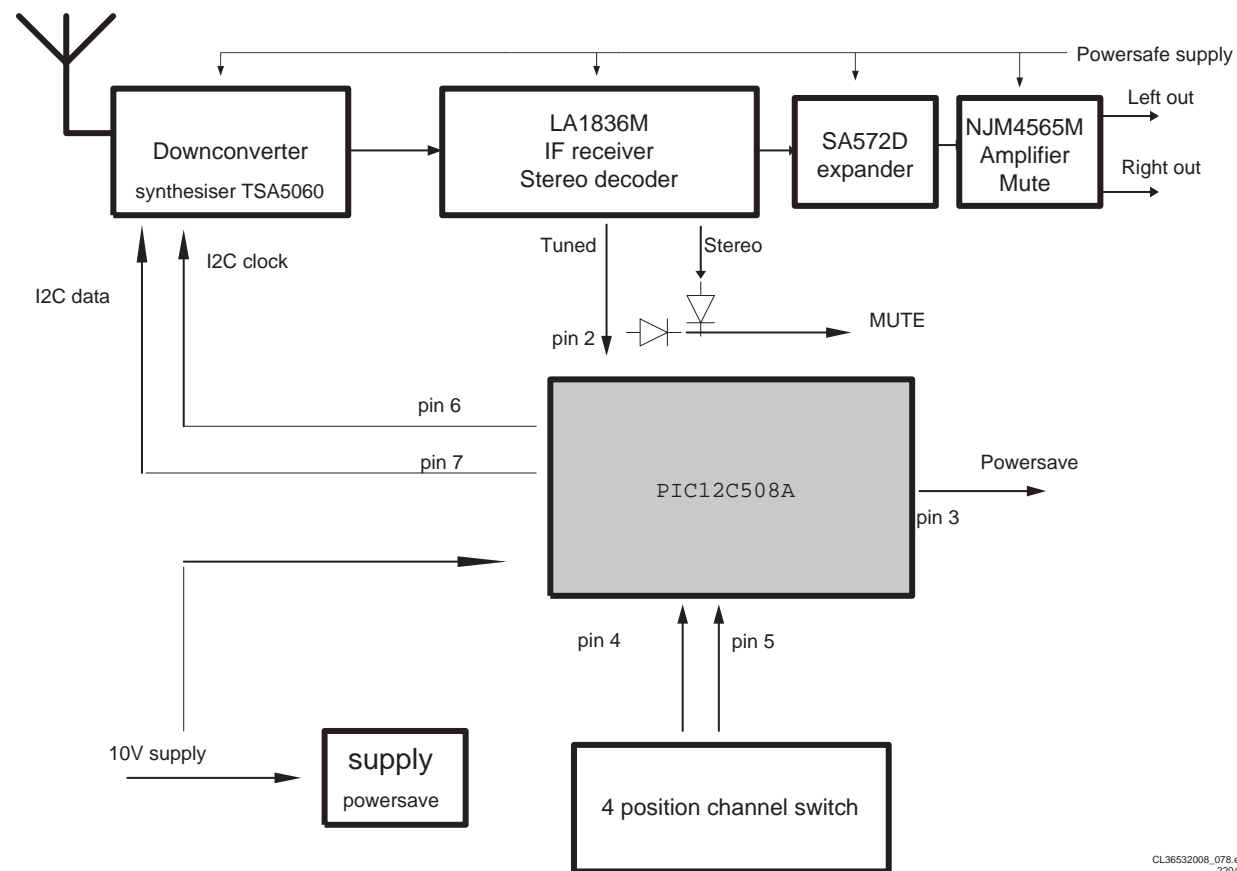 Powersafe supply
Left out
Right out
Downconverter
synthesiser TSA5060
LA1836M
IF receiver
Stereo decoder
SA572D
expander
NJM4565M
Amplifier
Mute
I2C data
I2C clock
Tuned
Stereo
pin 2
MUTE
pin 6
pin 7
PIC12C508A
Powersave
pin 3
pin 4
pin 5
10V supply
supply
powersave
4 position channel switch